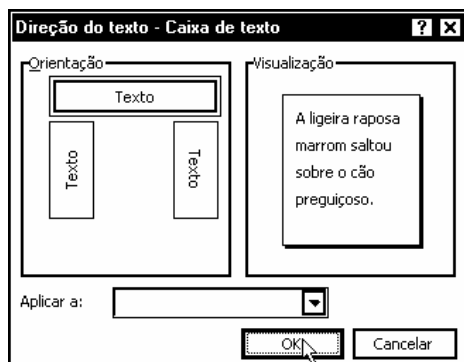 Direção do texto - Caixa de texto
Orientação
Texto
Texto
Texto
Visualização
A ligeira raposa
marrom saltou
sobre o cão
preguiçoso.
Aplicar a:
OK
Cancelar